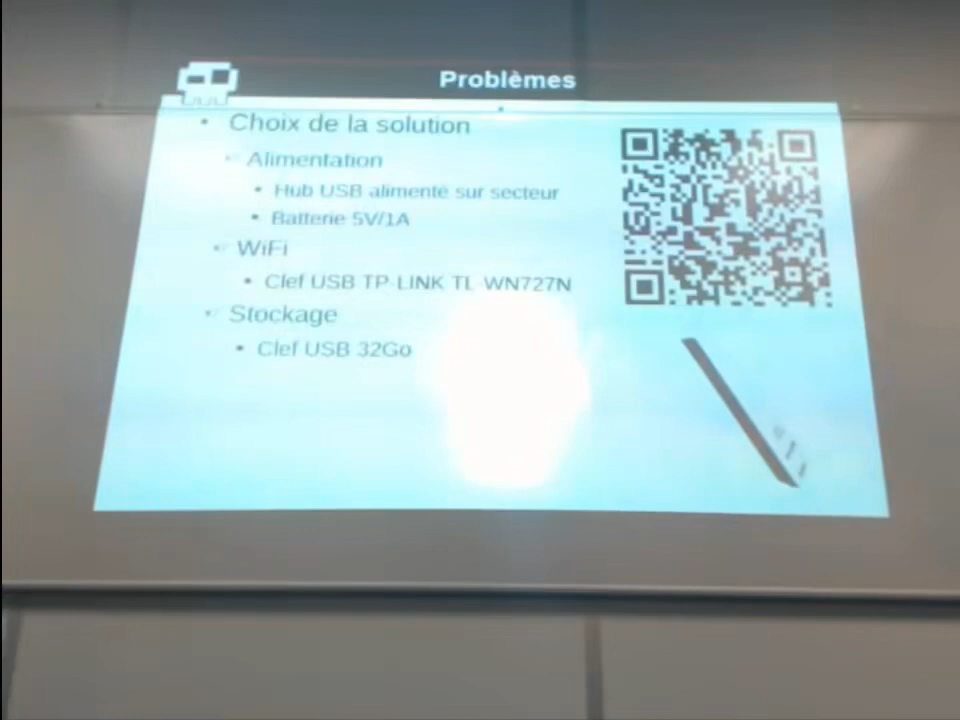 Problèmes
Choix de la solution
Alimentation
Hub USB alimenté sur secteur
Batterie 5V/1A
WiFi
Clef USB TP-LINK TL-WN727N
Stockage
Clef USB 32Go